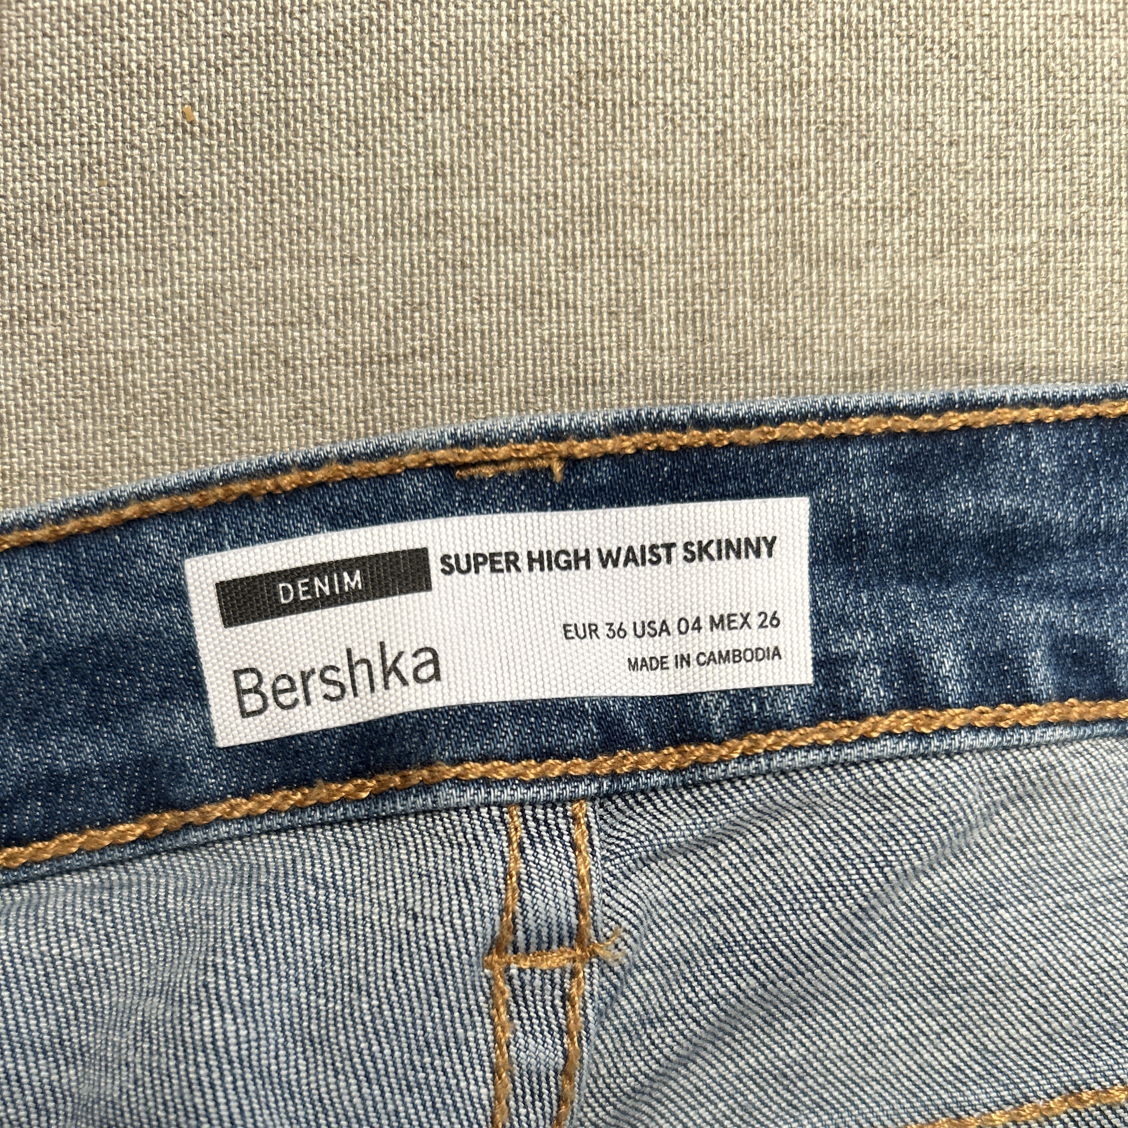 DENIM
SUPER HIGH WAIST SKINNY
EUR 36 USA 04 MEX 26
Bershka
MADE IN CAMBODIA